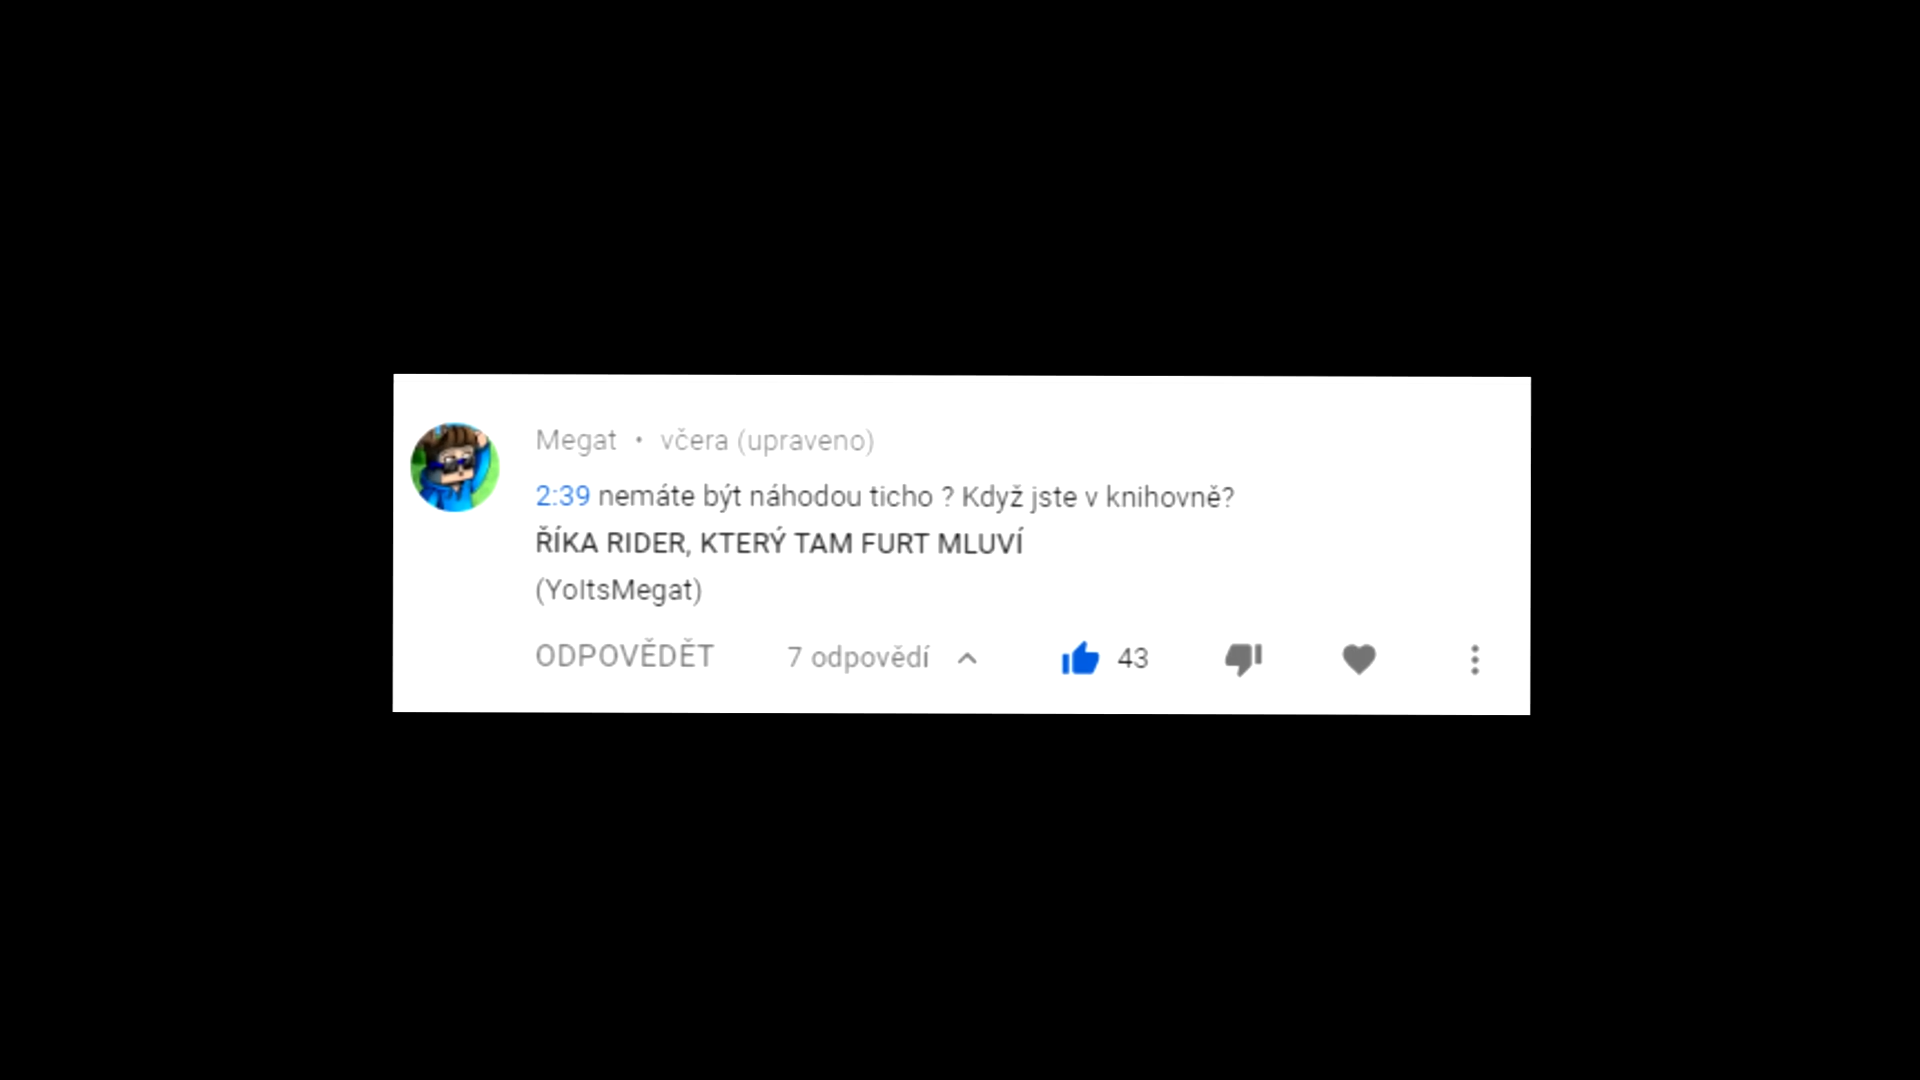 Megat • včera (upraveno)
2:39 nemáte být náhodou ticho ? Když jste v knihovně?
ŘÍKA RIDER, KTERÝ TAM FURT MLUVÍ
(YoItsMegat)
ODPOVĚDĚT 7 odpovědí 43